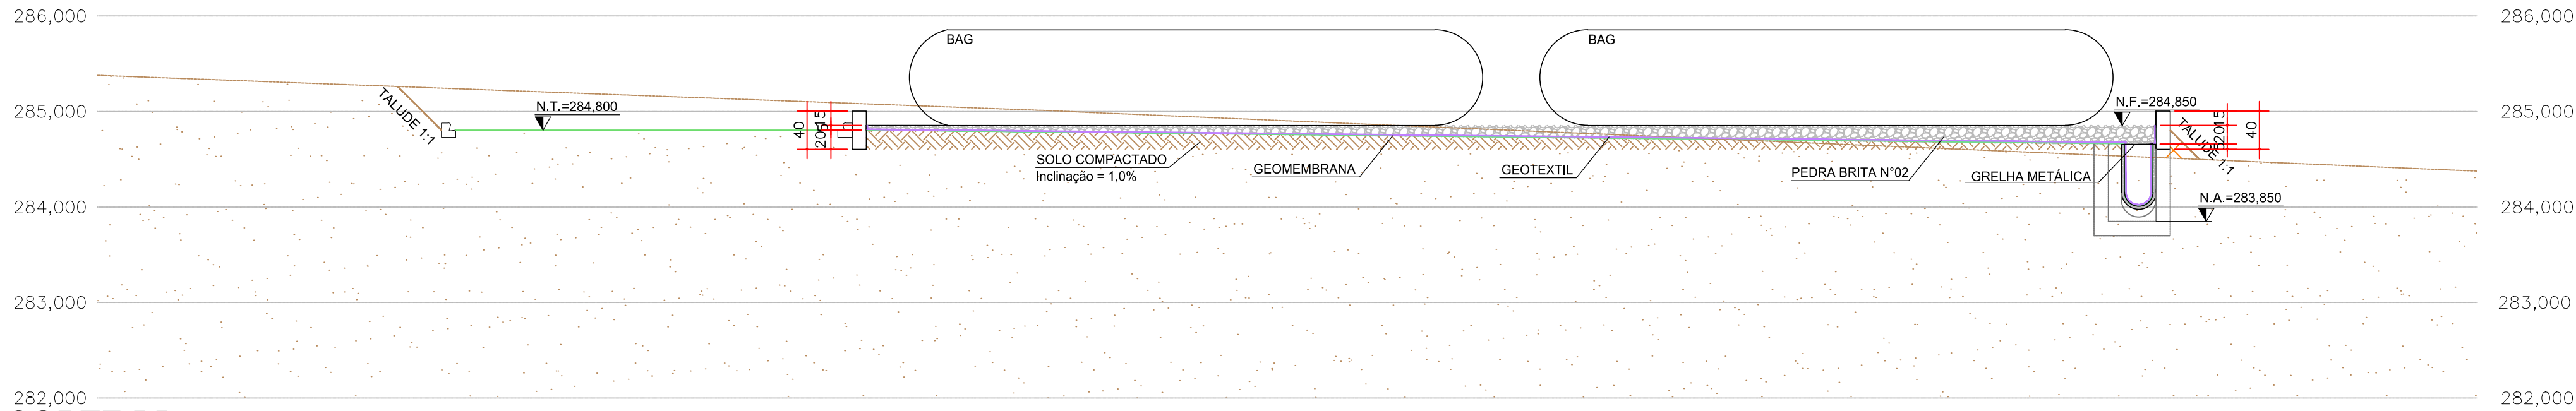 286,000
286,000
BAG
BAG
TALUDE 1:1
N.T.=284,800
N.F.=284,850
285,000
285,000
40
20
5
15
15
20
5
40
TALUDE 1:1
SOLO COMPACTADO
Inclinação = 1,0%
GEOMEMBRANA
GEOTEXTIL
PEDRA BRITA N°02
GRELHA METÁLICA
N.A.=283,850
284,000
284,000
283,000
283,000
282,000
282,000